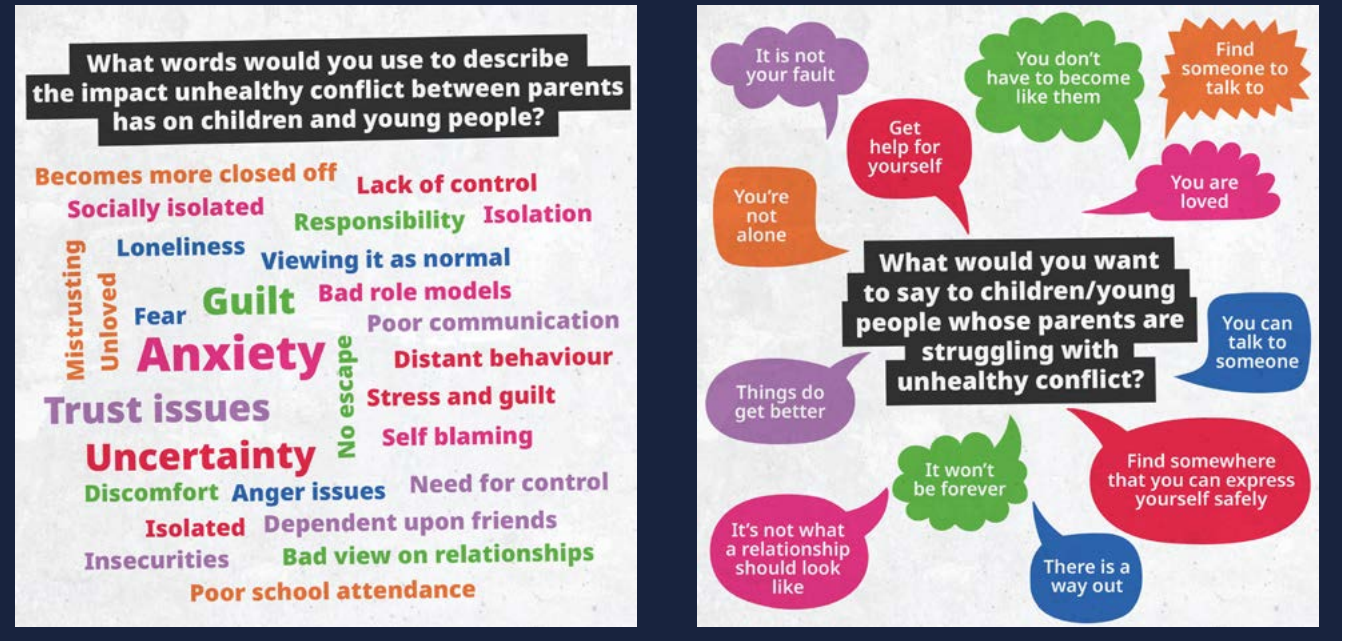 What words would you use to describe
the impact unhealthy conflict between parents
has on children and young people?
Becomes more closed off
Lack of control
Socially isolated
Responsibility
Isolation
Mistrusting
Unloved
Loneliness
Viewing it as normal
Fear
Guilt
Bad role models
Poor communication
Anxiety
No escape
Distant behaviour
Trust issues
Stress and guilt
Self blaming
Uncertainty
Discomfort
Anger issues
Need for control
Isolated
Dependent upon friends
Insecurities
Bad view on relationships
Poor school attendance
It is not
your fault
You don't
have to become
like them
Find
someone to
talk to
Get
help for
yourself
You're
not
alone
You are
loved
What would you want
to say to children/young
people whose parents are
struggling with
unhealthy conflict?
You can
talk to
someone
Things do
get better
It won't
be forever
Find somewhere
that you can express
yourself safely
It's not what
a relationship
should look
like
There is a
way out